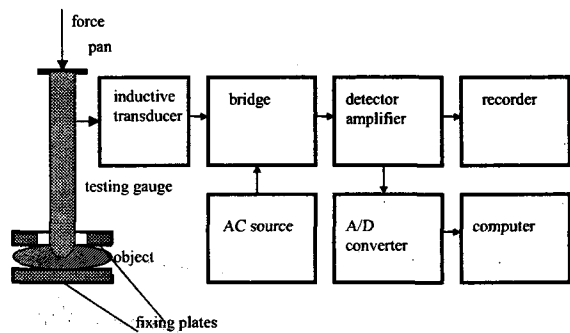 force
pan
inductive
transducer
bridge
detector
amplifier
recorder
testing gauge
AC source
A/D
converter
computer
object
fixing plates